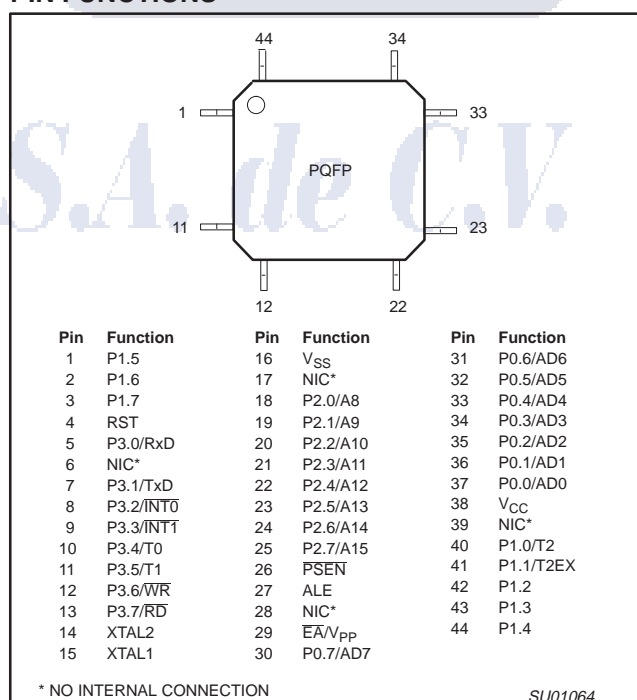 PIN FUNCTIONS
44 34
1 33
S.A. de C.V.
PQFP
11 23
12 22
Pin Function Pin Function Pin Function
1 P1.5 16 VSS 31 P0.6/AD6
2 P1.6 17 NIC* 32 P0.5/AD5
3 P1.7 18 P2.0/A8 33 P0.4/AD4
4 RST 19 P2.1/A9 34 P0.3/AD3
5 P3.0/RxD 20 P2.2/A10 35 P0.2/AD2
6 NIC* 21 P2.3/A11 36 P0.1/AD1
7 P3.1/TxD 22 P2.4/A12 37 P0.0/AD0
8 P3.2/INT0 23 P2.5/A13 38 VCC
9 P3.3/INT1 24 P2.6/A14 39 NIC*
10 P3.4/T0 25 P2.7/A15 40 P1.0/T2
11 P3.5/T1 26 PSEN 41 P1.1/T2EX
12 P3.6/WR 27 ALE 42 P1.2
13 P3.7/RD 28 NIC* 43 P1.3
14 XTAL2 29 EA/VPP 44 P1.4
15 XTAL1 30 P0.7/AD7
* NO INTERNAL CONNECTION
SU01064